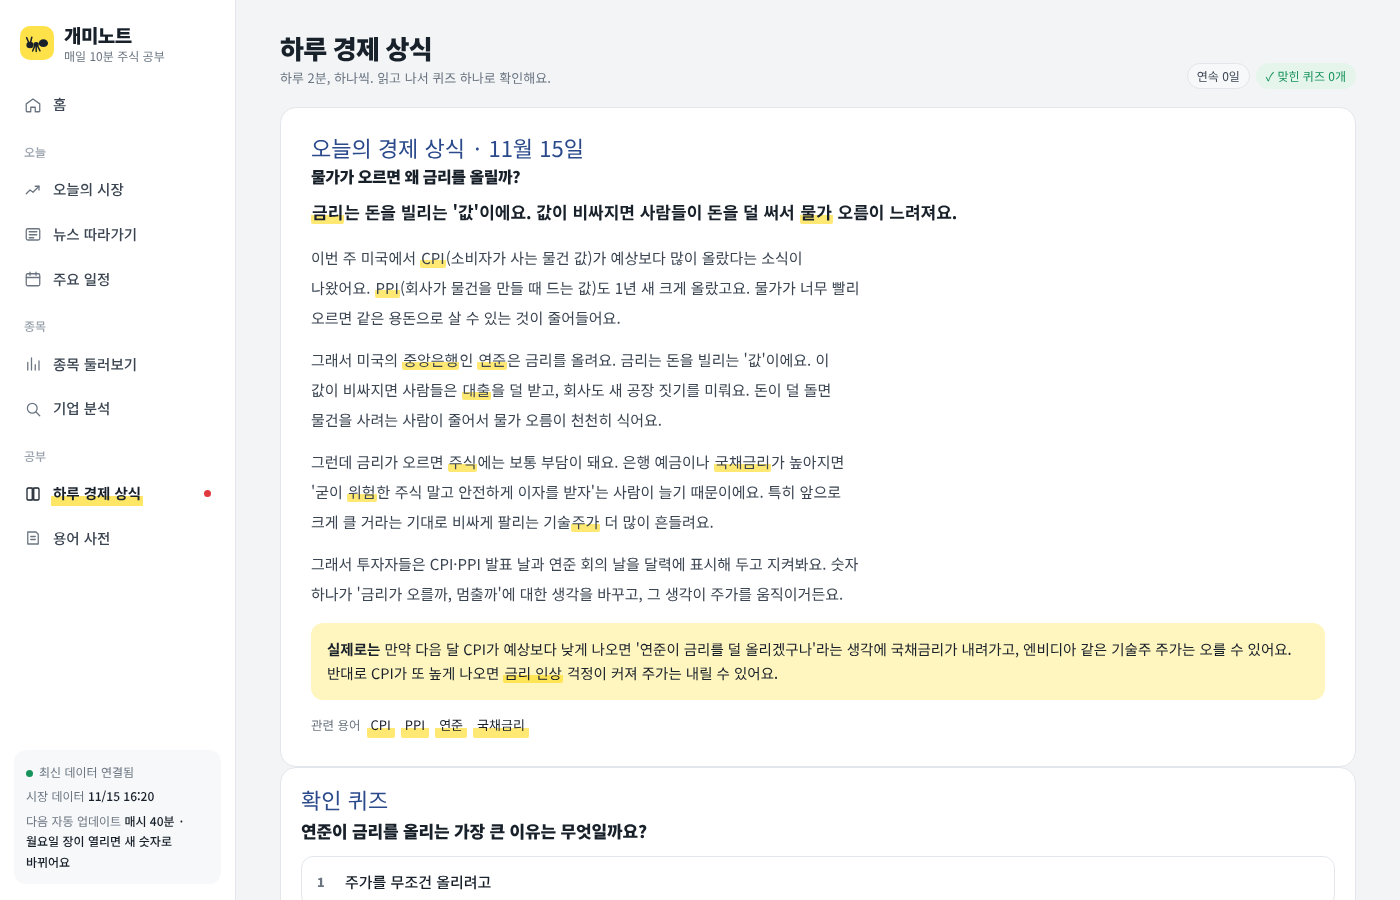 개미노트
매일 10분 주식 공부
홈
오늘
오늘의 시장
뉴스 따라가기
주요 일정
종목
종목 둘러보기
기업 분석
공부
하루 경제 상식
용어 사전
최신 데이터 연결됨
시장 데이터 11/15 16:20
다음 자동 업데이트 매시 40분 ·
월요일 장이 열리면 새 숫자로
바뀌어요
하루 경제 상식
하루 2분, 하나씩. 읽고 나서 퀴즈 하나로 확인해요.
연속 0일
✓ 맞힌 퀴즈 0개
오늘의 경제 상식 · 11월 15일
물가가 오르면 왜 금리를 올릴까?
금리는 돈을 빌리는 '값'이에요. 값이 비싸지면 사람들이 돈을 덜 써서 물가 오름이 느려져요.
이번 주 미국에서 CPI(소비자가 사는 물건 값)가 예상보다 많이 올랐다는 소식이
나왔어요. PPI(회사가 물건을 만들 때 드는 값)도 1년 새 크게 올랐고요. 물가가 너무 빨리
오르면 같은 용돈으로 살 수 있는 것이 줄어들어요.
그래서 미국의 중앙은행인 연준은 금리를 올려요. 금리는 돈을 빌리는 '값'이에요. 이
값이 비싸지면 사람들은 대출을 덜 받고, 회사도 새 공장 짓기를 미뤄요. 돈이 덜 돌면
물건을 사려는 사람이 줄어서 물가 오름이 천천히 식어요.
그런데 금리가 오르면 주식에는 보통 부담이 돼요. 은행 예금이나 국채금리가 높아지면
'굳이 위험한 주식 말고 안전하게 이자를 받자'는 사람이 늘기 때문이에요. 특히 앞으로
크게 클 거라는 기대로 비싸게 팔리는 기술주가 더 많이 흔들려요.
그래서 투자자들은 CPI·PPI 발표 날과 연준 회의 날을 달력에 표시해 두고 지켜봐요. 숫자
하나가 '금리가 오를까, 멈출까'에 대한 생각을 바꾸고, 그 생각이 주가를 움직이거든요.
실제로는 만약 다음 달 CPI가 예상보다 낮게 나오면 '연준이 금리를 덜 올리겠구나'라는 생각에 국채금리가 내려가고, 엔비디아 같은 기술주 주가는 오를 수 있어요.
반대로 CPI가 또 높게 나오면 금리 인상 걱정이 커져 주가는 내릴 수 있어요.
관련 용어 CPI PPI 연준 국채금리
확인 퀴즈
연준이 금리를 올리는 가장 큰 이유는 무엇일까요?
1 주가를 무조건 올리려고